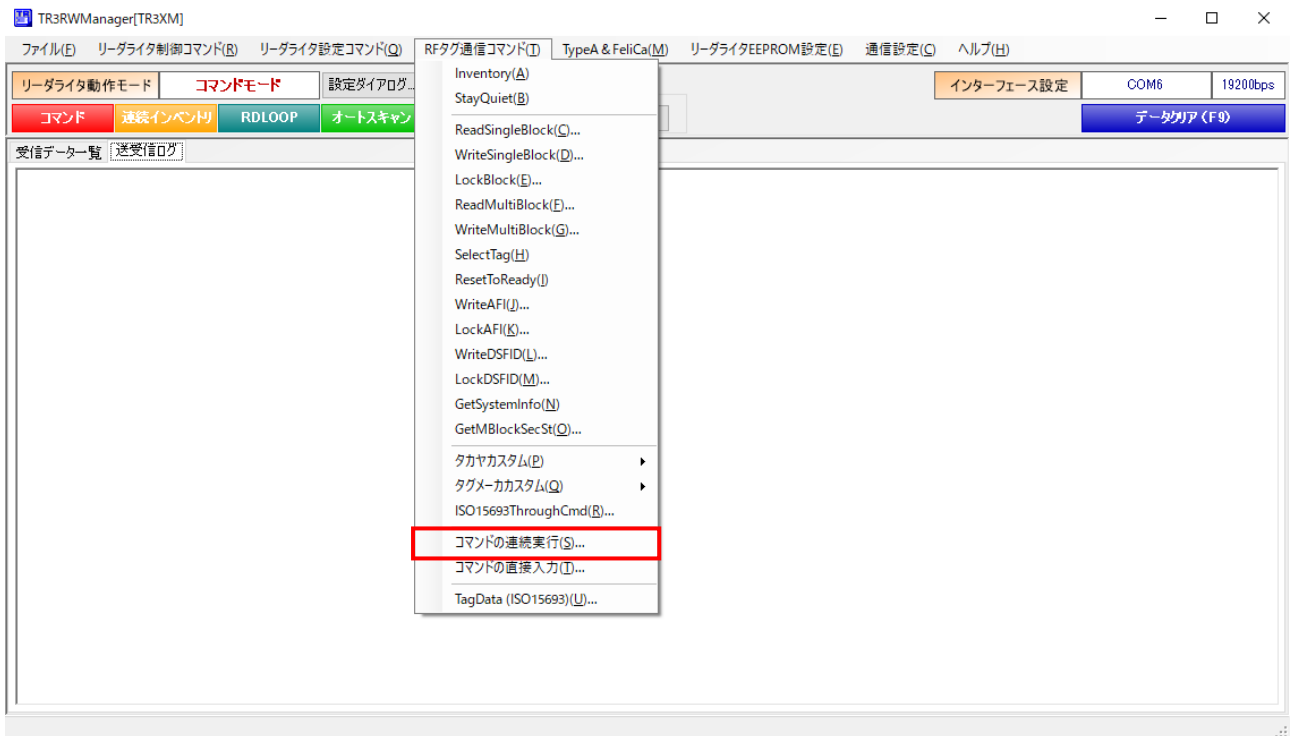 TR3RWManager[TR3XM]
ファイル(F) リーダライタ制御コマンド(R) リーダライタ設定コマンド(Q) RFタグ通信コマンド(T) TypeA & FeliCa(M) リーダライタEEPROM設定(E) 通信設定(C) ヘルプ(H)
リーダライタ動作モード コマンドモード 設定ダイアログ... インターフェース設定 COM6 19200bps
コマンド 連続インベントリ RDLOOP オートスキャン データクリア (F9)
受信データ一覧 送受信ログ
Inventory(A)
StayQuiet(B)
ReadSingleBlock(C)...
WriteSingleBlock(D)...
LockBlock(E)...
ReadMultiBlock(F)...
WriteMultiBlock(G)...
SelectTag(H)
ResetToReady(I)
WriteAFI(J)...
LockAFI(K)...
WriteDSFID(L)...
LockDSFID(M)...
GetSystemInfo(N)
GetMBlockSecSt(O)...
タカヤカスタム(P)
タグメーカカスタム(Q)
ISO15693ThroughCmd(R)...
コマンドの連続実行(S)...
コマンドの直接入力(T)...
TagData (ISO15693)(U)...